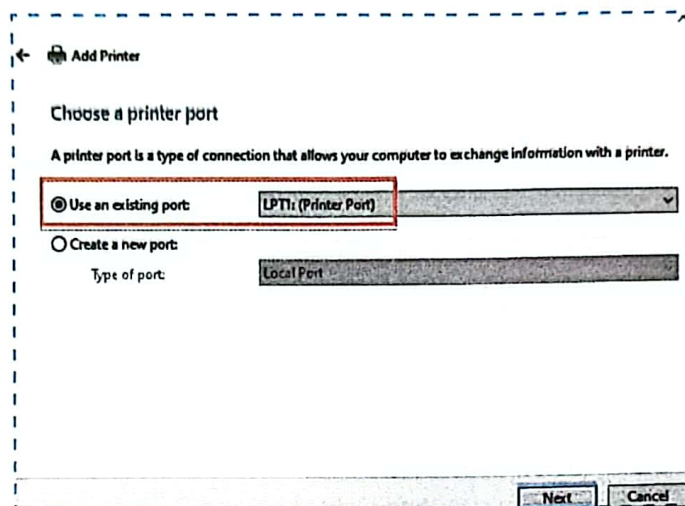 Add Printer
Choose a printer port
A printer port is a type of connection that allows your computer to exchange information with a printer.
Use an existing port: LPT1: (Printer Port)
Create a new port:
Type of port: Local Port
Next Cancel